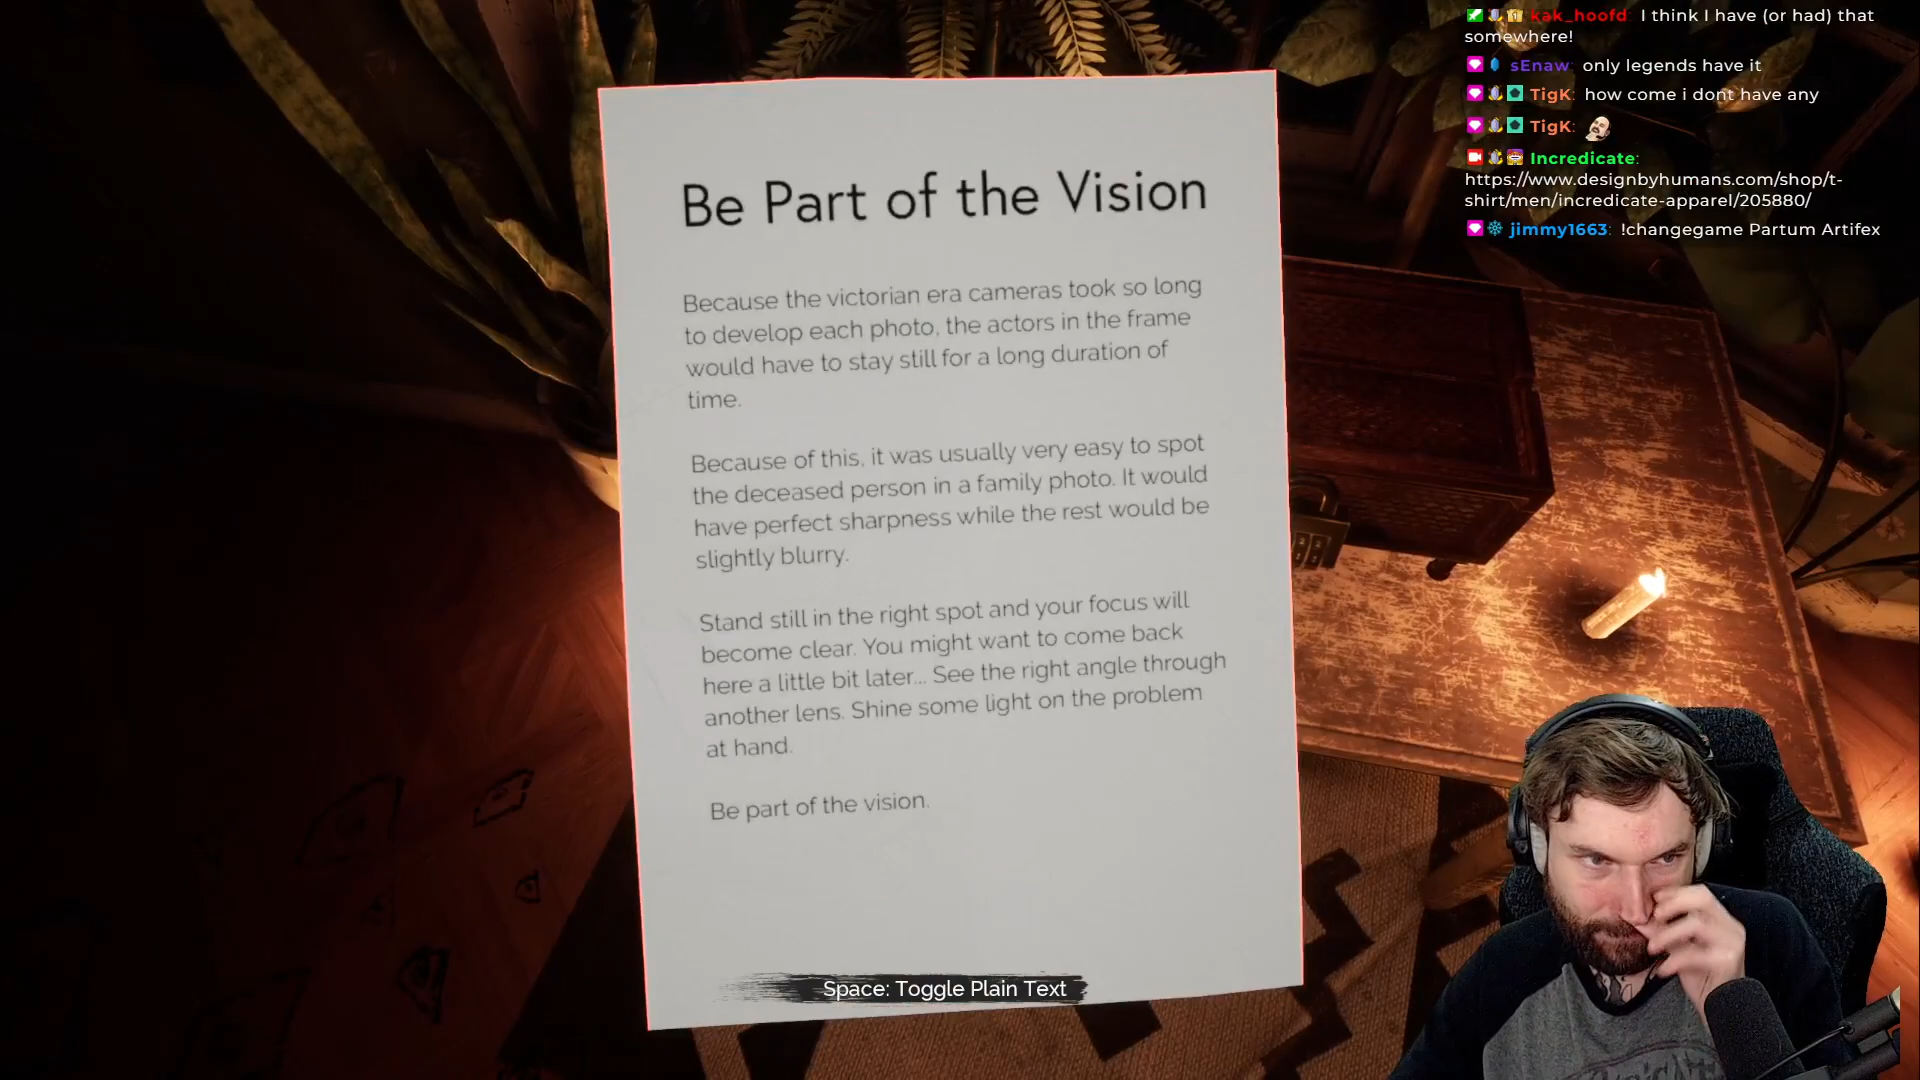 Be Part of the Vision
Because the victorian era cameras took so long
to develop each photo, the actors in the frame
would have to stay still for a long duration of
time.
Because of this, it was usually very easy to spot
the deceased person in a family photo. It would
have perfect sharpness while the rest would be
slightly blurry.
Stand still in the right spot and your focus will
become clear. You might want to come back
here a little bit later... See the right angle through
another lens. Shine some light on the problem
at hand.
Be part of the vision.
Space: Toggle Plain Text
kak_hoofd: I think I have (or had) that
somewhere!
sEnaw: only legends have it
TigK: how come i dont have any
TigK:
Incredicate:
https://www.designbyhumans.com/shop/t-
shirt/men/incredicate-apparel/205880/
jimmy1663: !changegame Partum Artifex